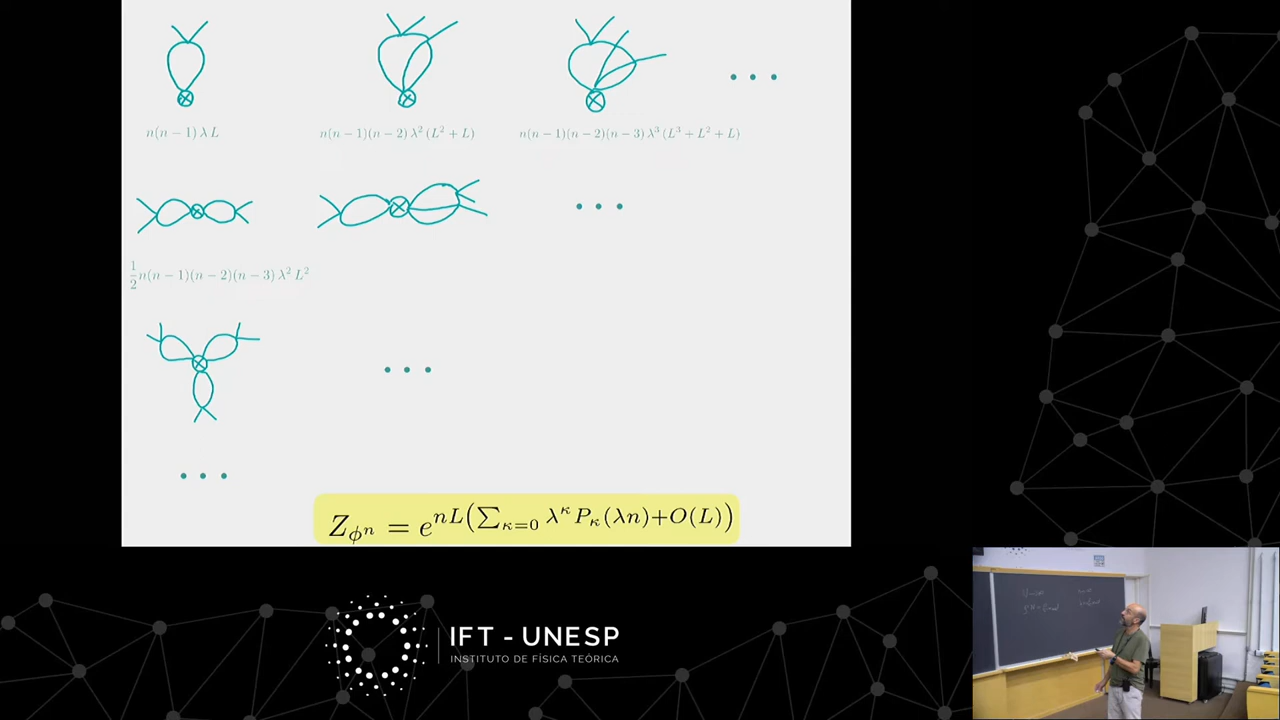 n(n−1) λ L
n(n−1)(n−2) λ² (L² + L)
n(n−1)(n−2)(n−3) λ³ (L³ + L² + L)
• • •
• • •
½n(n−1)(n−2)(n−3) λ² L²
• • •
• • •
Z_{φⁿ} = e^{nL(∑_{κ=0} λ^κ P_κ(λn)+O(L))}
IFT - UNESP
INSTITUTO DE FÍSICA TEÓRICA